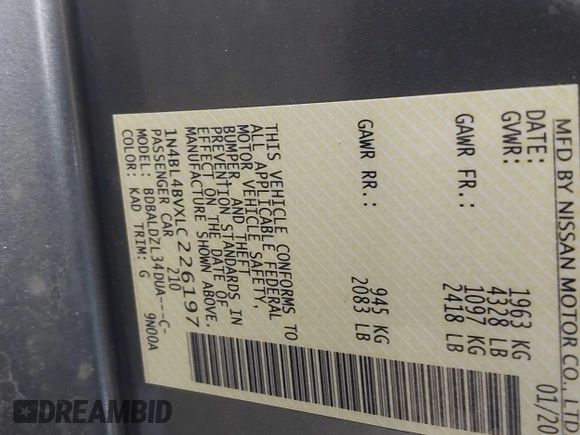 MFD BY NISSAN MOTOR CO., LTD
DATE: 01/20
GVWR: 1963 KG
4328 LB
GAWR FR.: 1097 KG
2418 LB
GAWR RR.: 945 KG
2083 LB
THIS VEHICLE CONFORMS TO
ALL APPLICABLE FEDERAL
MOTOR VEHICLE SAFETY,
BUMPER, AND THEFT
PREVENTION STANDARDS IN
EFFECT ON THE DATE OF
MANUFACTURE SHOWN ABOVE.
1N4BL4BVXLC226197
PASSENGER CAR 210
MODEL: BDBALDZL34DUA---C-
COLOR: KAD TRIM: G 9N00A
DREAMBID